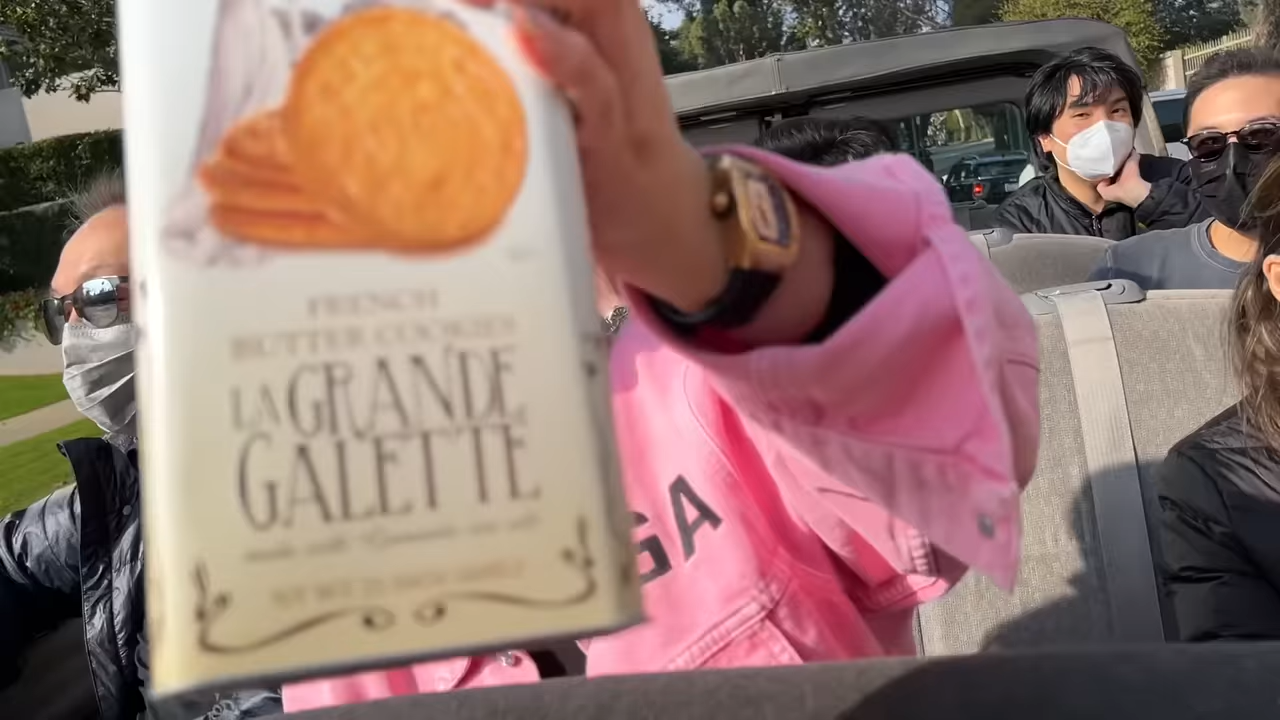 FRENCH
BUTTER COOKIES
LA GRANDE
GALETTE
GA